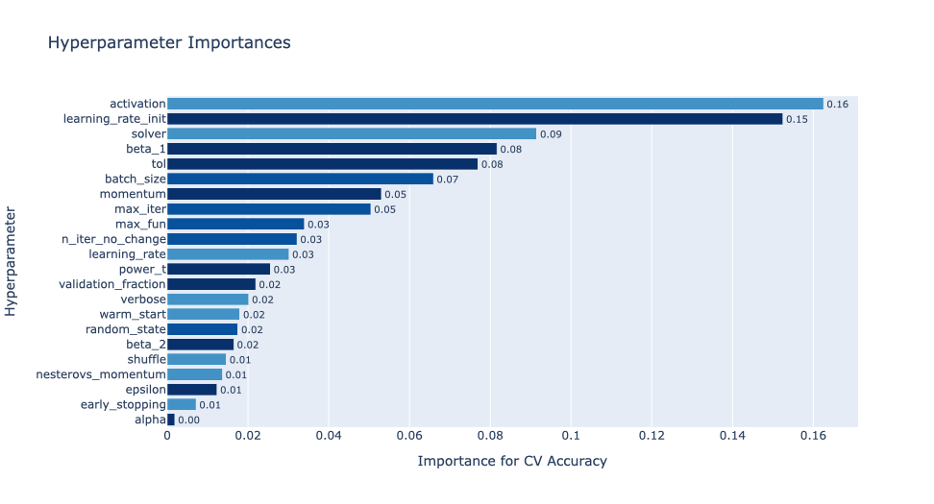 Hyperparameter Importances
Hyperparameter
activation 0.16
learning_rate_init 0.15
solver 0.09
beta_1 0.08
tol 0.08
batch_size 0.07
momentum 0.05
max_iter 0.05
max_fun 0.03
n_iter_no_change 0.03
learning_rate 0.03
power_t 0.03
validation_fraction 0.02
verbose 0.02
warm_start 0.02
random_state 0.02
beta_2 0.02
shuffle 0.01
nesterovs_momentum 0.01
epsilon 0.01
early_stopping 0.01
alpha 0.00
0 0.02 0.04 0.06 0.08 0.1 0.12 0.14 0.16
Importance for CV Accuracy